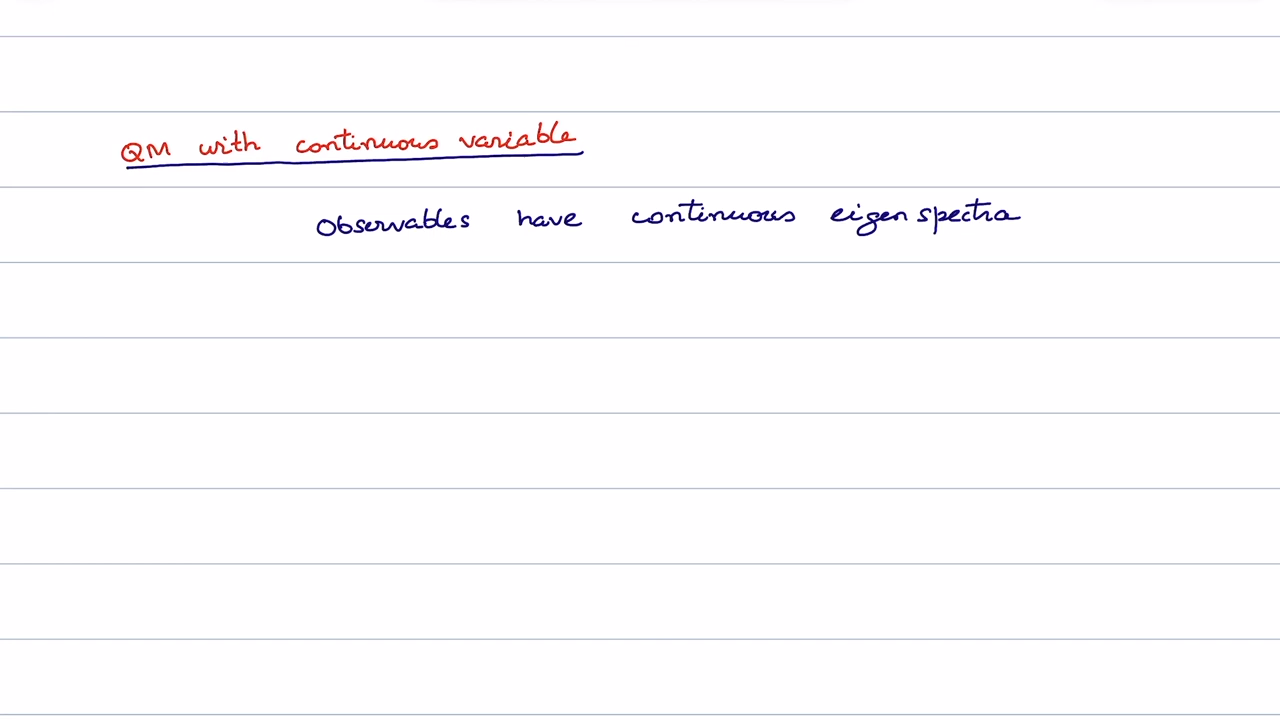 QM with continuous variable
Observables have continuous eigen spectra